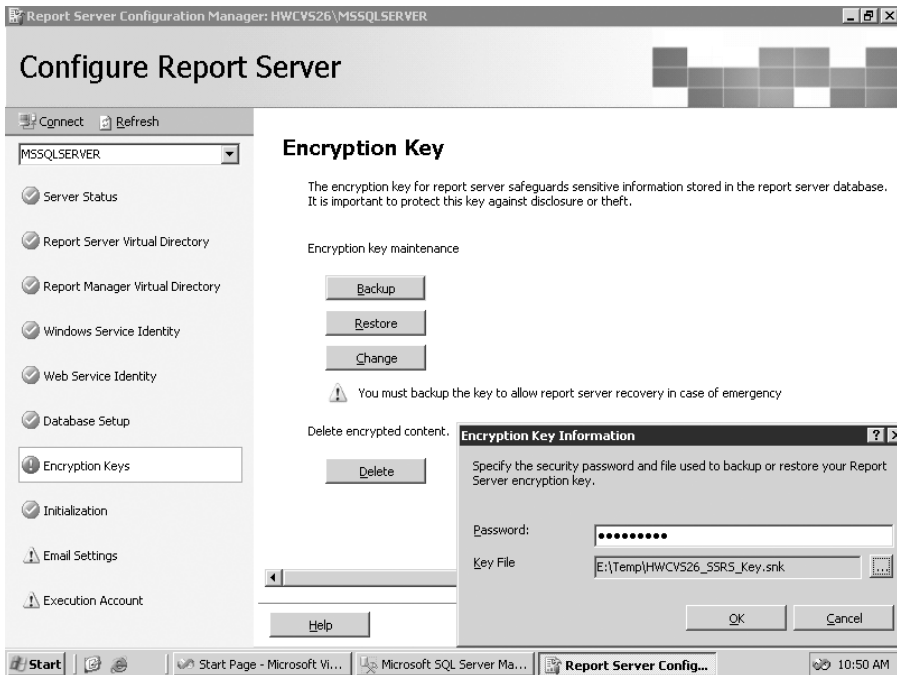 Report Server Configuration Manager: HWCVS26\MSSQLSERVER
Configure Report Server
Connect Refresh
MSSQLSERVER
Server Status
Report Server Virtual Directory
Report Manager Virtual Directory
Windows Service Identity
Web Service Identity
Database Setup
Encryption Keys
Initialization
Email Settings
Execution Account
Encryption Key
The encryption key for report server safeguards sensitive information stored in the report server database.
It is important to protect this key against disclosure or theft.
Encryption key maintenance
Backup
Restore
Change
You must backup the key to allow report server recovery in case of emergency
Delete encrypted content.
Delete
Help
Encryption Key Information
Specify the security password and file used to backup or restore your Report
Server encryption key.
Password:
•••••••••
Key File
E:\Temp\HWCVS26_SSRS_Key.snk
...
OK Cancel
Start Start Page - Microsoft Vi... Microsoft SQL Server Ma... Report Server Config... 10:50 AM